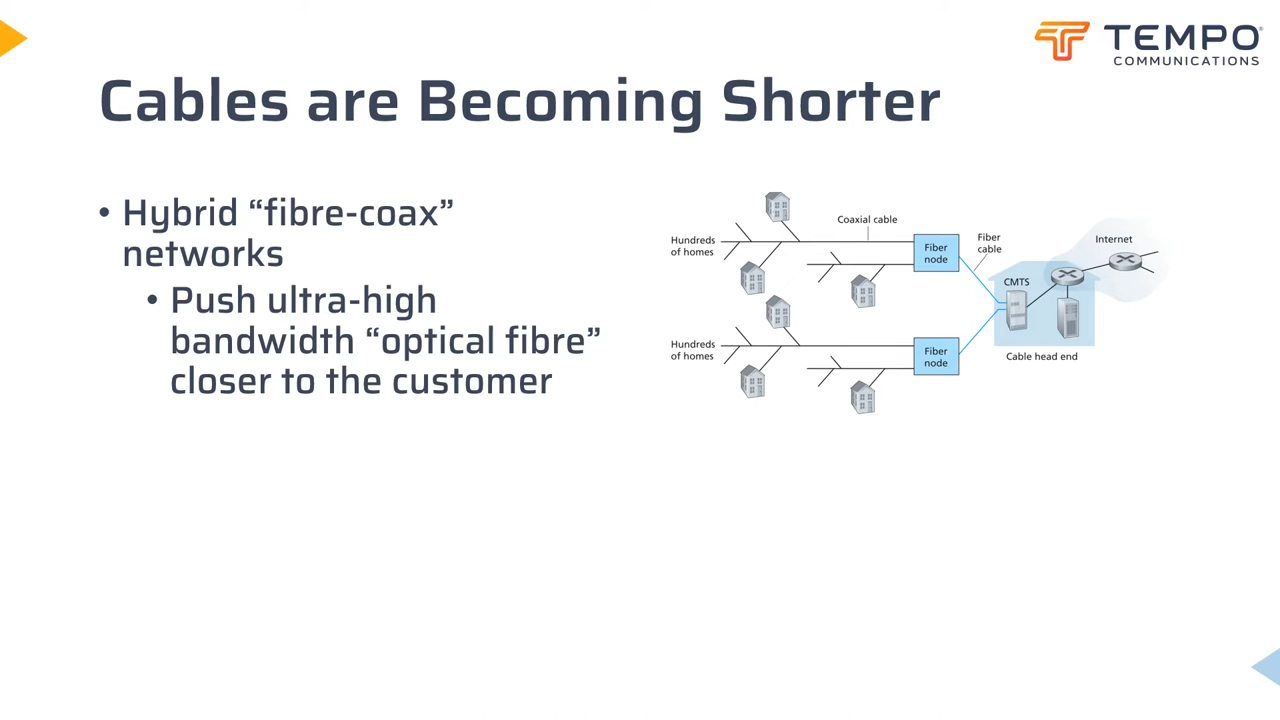 TEMPO
COMMUNICATIONS
Cables are Becoming Shorter
• Hybrid “fibre-coax”
networks
• Push ultra-high
bandwidth “optical fibre”
closer to the customer
Hundreds
of homes
Coaxial cable
Fiber
node
Fiber
cable
Internet
CMTS
Hundreds
of homes
Fiber
node
Cable head end